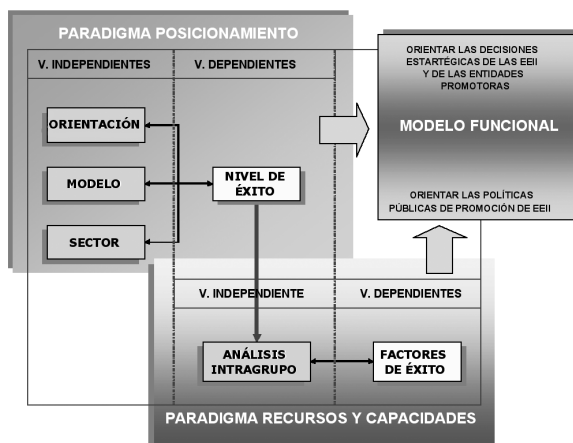 PARADIGMA POSICIONAMIENTO
V. INDEPENDIENTES
V. DEPENDIENTES
ORIENTACIÓN
MODELO
SECTOR
NIVEL DE
ÉXITO
ORIENTAR LAS DECISIONES
ESTARTÉGICAS DE LAS EEII
Y DE LAS ENTIDADES
PROMOTORAS
MODELO FUNCIONAL
ORIENTAR LAS POLÍTICAS
PÚBLICAS DE PROMOCIÓN DE EEII
V. INDEPENDIENTE
V. DEPENDIENTES
ANÁLISIS
INTRAGRUPO
FACTORES
DE ÉXITO
PARADIGMA RECURSOS Y CAPACIDADES